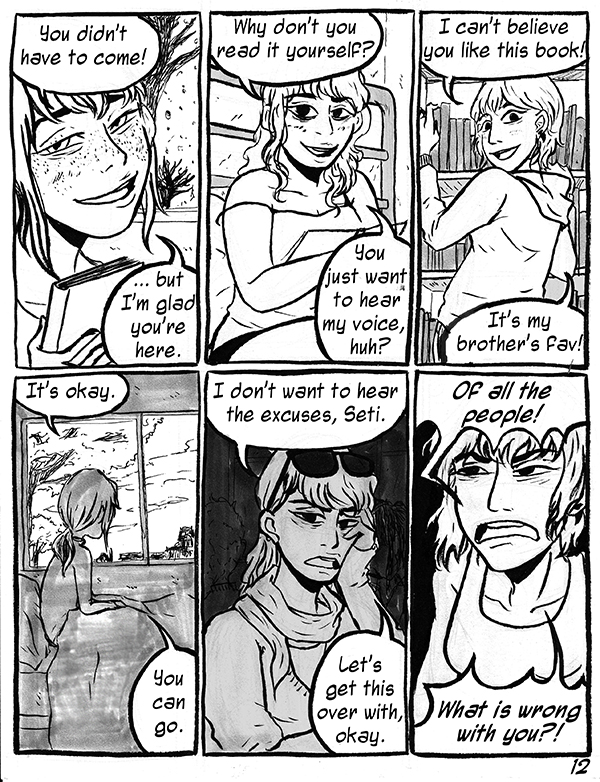 You didn't
have to come!
... but
I'm glad
you're
here.
Why don't you
read it yourself?
You
just want
to hear
my voice,
huh?
I can't believe
you like this book!
It's my
brother's fav!
It's okay.
You
can
go.
I don't want to hear
the excuses, Seti.
Let's
get this
over with,
okay.
Of all the
people!
What is wrong
with you?!
12